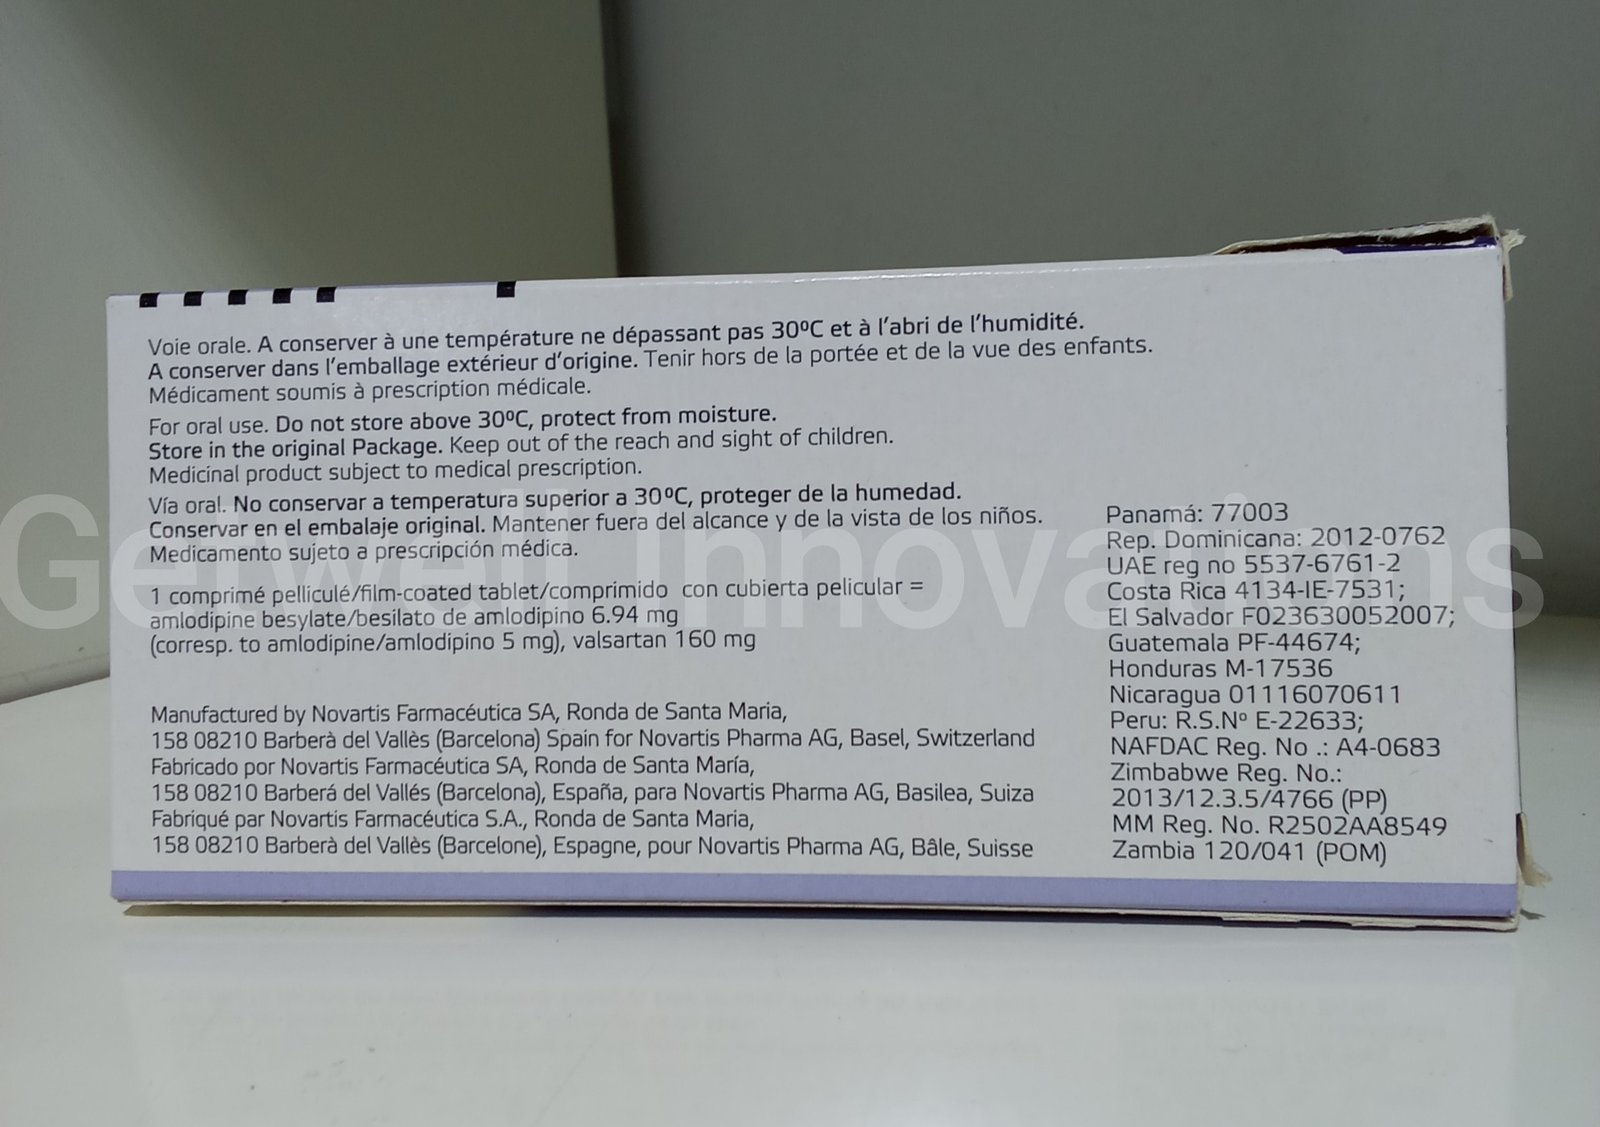 Voie orale. A conserver à une température ne dépassant pas 30ºC et à l'abri de l'humidité.
A conserver dans l'emballage extérieur d'origine. Tenir hors de la portée et de la vue des enfants.
Médicament soumis à prescription médicale.
For oral use. Do not store above 30ºC, protect from moisture.
Store in the original Package. Keep out of the reach and sight of children.
Medicinal product subject to medical prescription.
Vía oral. No conservar a temperatura superior a 30ºC, proteger de la humedad.
Conservar en el embalaje original. Mantener fuera del alcance y de la vista de los niños.
Medicamento sujeto a prescripción médica.
1 comprimé pelliculé/film-coated tablet/comprimido con cubierta pelicular =
amlodipine besylate/besilato de amlodipino 6.94 mg
(corresp. to amlodipine/amlodipino 5 mg), valsartan 160 mg
Manufactured by Novartis Farmacéutica SA, Ronda de Santa Maria,
158 08210 Barberà del Vallès (Barcelona) Spain for Novartis Pharma AG, Basel, Switzerland
Fabricado por Novartis Farmacéutica SA, Ronda de Santa María,
158 08210 Barberá del Vallés (Barcelona), España, para Novartis Pharma AG, Basilea, Suiza
Fabriqué par Novartis Farmacéutica S.A., Ronda de Santa Maria,
158 08210 Barberà del Vallès (Barcelone), Espagne, pour Novartis Pharma AG, Bâle, Suisse
Panamá: 77003
Rep. Dominicana: 2012-0762
UAE reg no 5537-6761-2
Costa Rica 4134-IE-7531;
El Salvador F023630052007;
Guatemala PF-44674;
Honduras M-17536
Nicaragua 01116070611
Peru: R.S.Nº E-22633;
NAFDAC Reg. No .: A4-0683
Zimbabwe Reg. No.:
2013/12.3.5/4766 (PP)
MM Reg. No. R2502AA8549
Zambia 120/041 (POM)
Getwell Innovations